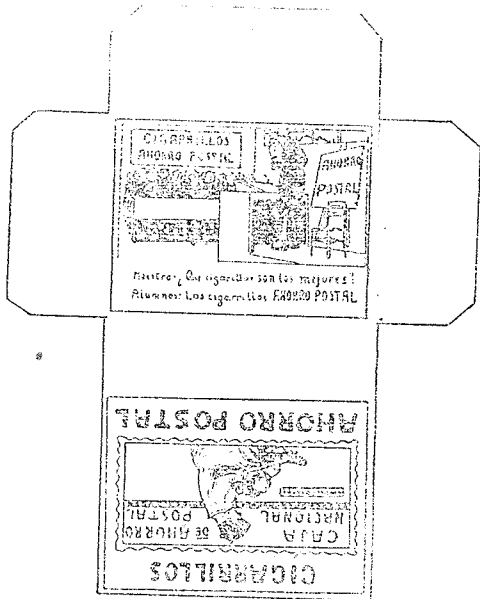 CIGARRILLOS
AHORRO POSTAL
AHORRO
POSTAL
Maestro: ¿Que cigarrillos son los mejores?
Alumnos: Los cigarrillos AHORRO POSTAL
CIGARRILLOS
CAJA
NACIONAL
DE AHORRO
POSTAL
AHORRO POSTAL